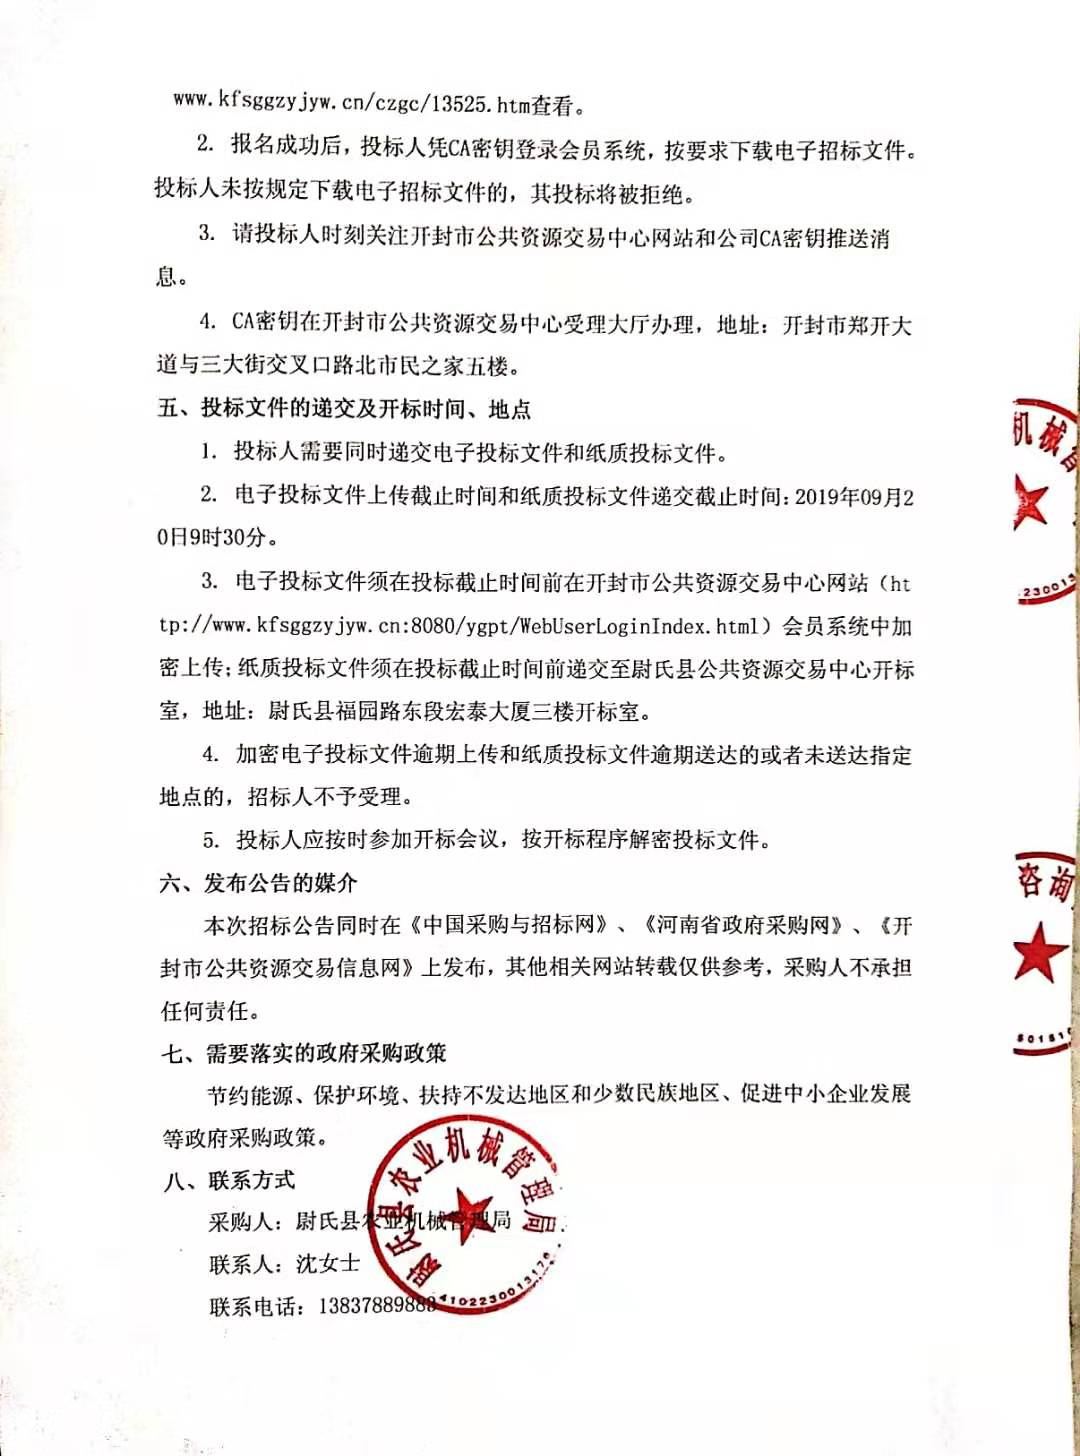 www.kfsggzyjyw.cn/czgc/13525.htm查看。
2. 报名成功后，投标人凭CA密钥登录会员系统，按要求下载电子招标文件。
投标人未按规定下载电子招标文件的，其投标将被拒绝。
3. 请投标人时刻关注开封市公共资源交易中心网站和公司CA密钥推送消
息。
4. CA密钥在开封市公共资源交易中心受理大厅办理，地址：开封市郑开大
道与三大街交叉口路北市民之家五楼。
五、投标文件的递交及开标时间、地点
1. 投标人需要同时递交电子投标文件和纸质投标文件。
2. 电子投标文件上传截止时间和纸质投标文件递交截止时间：2019年09月2
0日9时30分。
3. 电子投标文件须在投标截止时间前在开封市公共资源交易中心网站（ht
tp://www.kfsggzyjyw.cn:8080/ygpt/WebUserLoginIndex.html）会员系统中加
密上传；纸质投标文件须在投标截止时间前递交至尉氏县公共资源交易中心开标
室，地址：尉氏县福园路东段宏泰大厦三楼开标室。
4. 加密电子投标文件逾期上传和纸质投标文件逾期送达的或者未送达指定
地点的，招标人不予受理。
5. 投标人应按时参加开标会议，按开标程序解密投标文件。
六、发布公告的媒介
本次招标公告同时在《中国采购与招标网》、《河南省政府采购网》、《开
封市公共资源交易信息网》上发布，其他相关网站转载仅供参考，采购人不承担
任何责任。
七、需要落实的政府采购政策
节约能源、保护环境、扶持不发达地区和少数民族地区、促进中小企业发展
等政府采购政策。
八、联系方式
采购人：尉氏县农业机械管理局
联系人：沈女士
联系电话：13837889883
尉氏县农业机械管理局
4102230013170
机械管
230013
咨询
50151